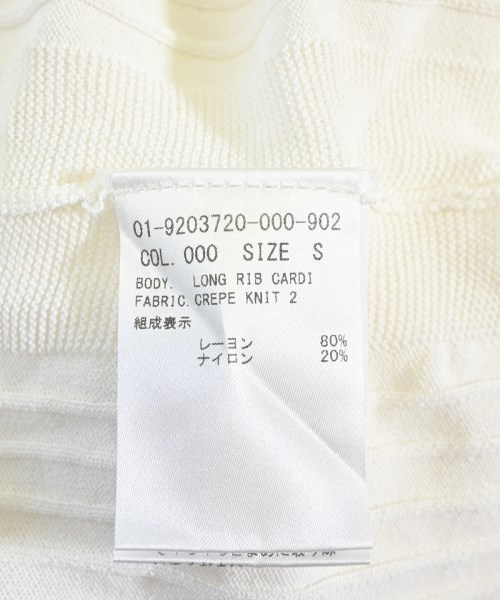 01-9203720-000-902
COL. 000 SIZE S
BODY. LONG RIB CARDI
FABRIC. CREPE KNIT 2
組成表示
レーヨン 80%
ナイロン 20%